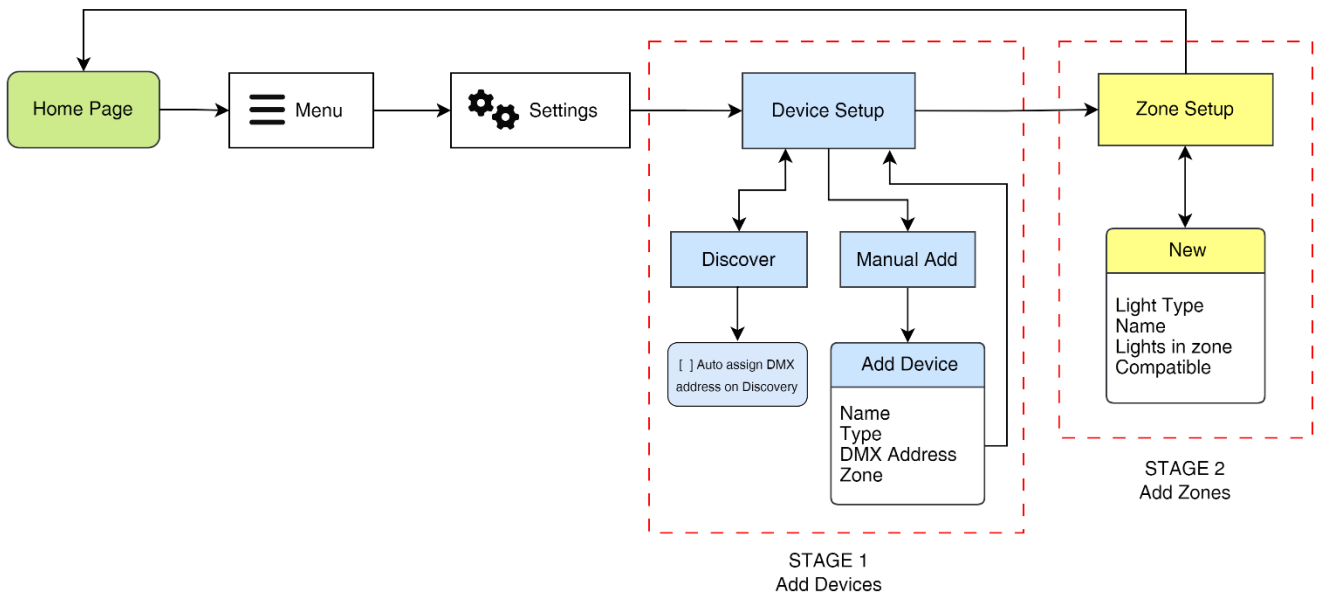 Home Page
Menu
Settings
Device Setup
Zone Setup
Discover
Manual Add
[ ] Auto assign DMX
address on Discovery
Add Device
Name
Type
DMX Address
Zone
STAGE 1
Add Devices
New
Light Type
Name
Lights in zone
Compatible
STAGE 2
Add Zones